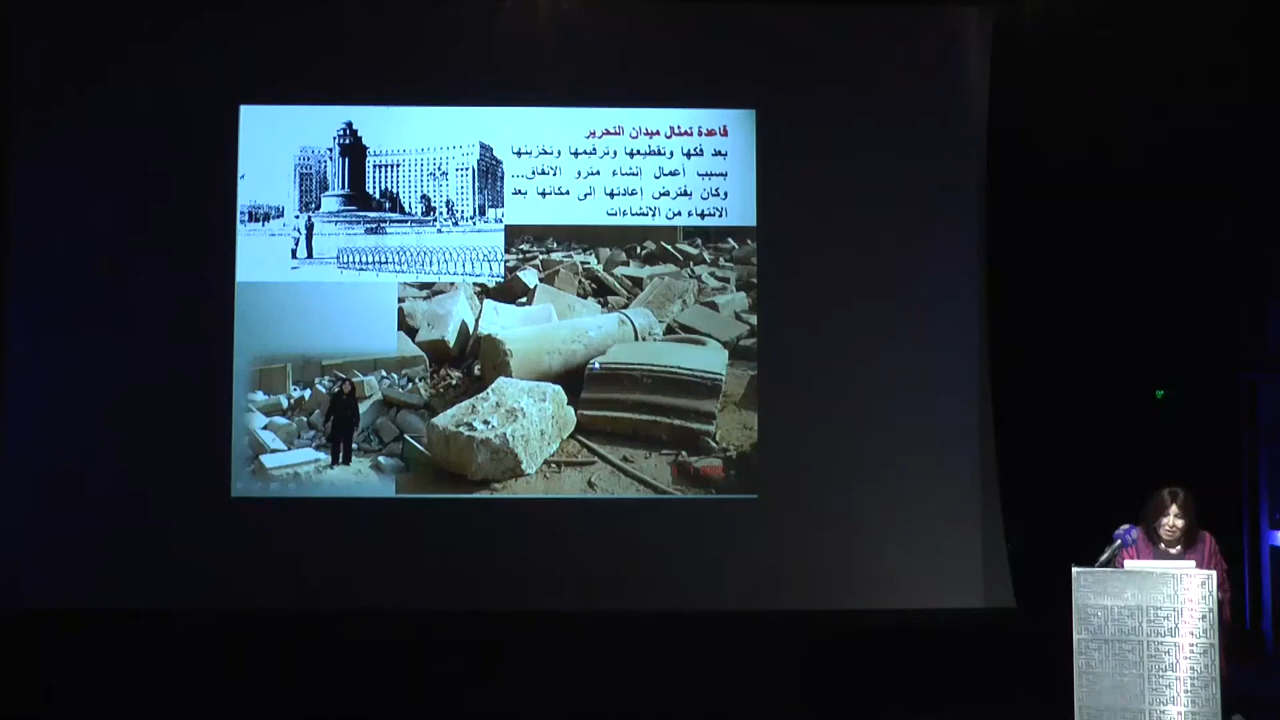 قاعدة تمثال ميدان التحرير
بعد فكها وتقطيعها وترقيمها وتخزينها
بسبب أعمال إنشاء مترو الانفاق...
وكان يفترض إعادتها إلى مكانها بعد
الانتهاء من الإنشاءات